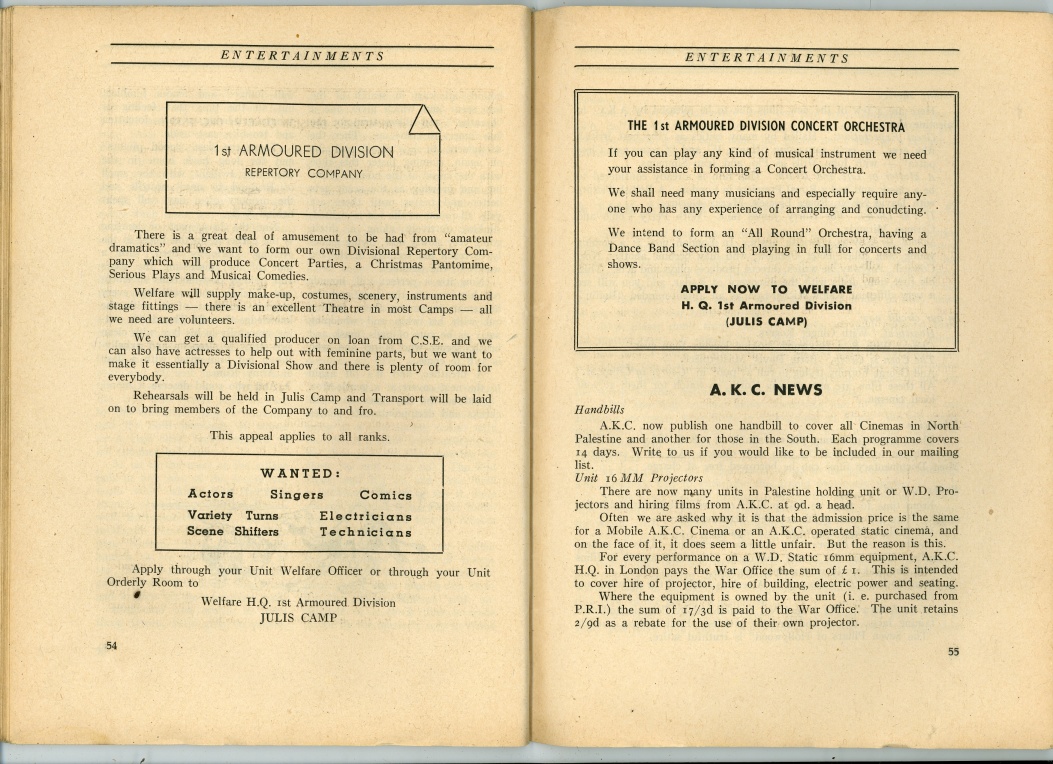 ENTERTAINMENTS
1st ARMOURED DIVISION
REPERTORY COMPANY
There is a great deal of amusement to be had from "amateur
dramatics" and we want to form our own Divisional Repertory Com-
pany which will produce Concert Parties, a Christmas Pantomime,
Serious Plays and Musical Comedies.
Welfare will supply make-up, costumes, scenery, instruments and
stage fittings — there is an excellent Theatre in most Camps — all
we need are volunteers.
We can get a qualified producer on loan from C.S.E. and we
can also have actresses to help out with feminine parts, but we want to
make it essentially a Divisional Show and there is plenty of room for
everybody.
Rehearsals will be held in Julis Camp and Transport will be laid
on to bring members of the Company to and fro.
This appeal applies to all ranks.
WANTED:
Actors Singers Comics
Variety Turns Electricians
Scene Shifters Technicians
Apply through your Unit Welfare Officer or through your Unit
Orderly Room to
Welfare H.Q. 1st Armoured Division
JULIS CAMP
54
ENTERTAINMENTS
THE 1st ARMOURED DIVISION CONCERT ORCHESTRA
If you can play any kind of musical instrument we need
your assistance in forming a Concert Orchestra.
We shall need many musicians and especially require any-
one who has any experience of arranging and conudcting.
We intend to form an "All Round" Orchestra, having a
Dance Band Section and playing in full for concerts and
shows.
APPLY NOW TO WELFARE
H. Q. 1st Armoured Division
(JULIS CAMP)
A. K. C. NEWS
Handbills
A.K.C. now publish one handbill to cover all Cinemas in North
Palestine and another for those in the South. Each programme covers
14 days. Write to us if you would like to be included in our mailing
list.
Unit 16 MM Projectors
There are now many units in Palestine holding unit or W.D. Pro-
jectors and hiring films from A.K.C. at 9d. a head.
Often we are asked why it is that the admission price is the same
for a Mobile A.K.C. Cinema or an A.K.C. operated static cinema, and
on the face of it, it does seem a little unfair. But the reason is this.
For every performance on a W.D. Static 16mm equipment, A.K.C.
H.Q. in London pays the War Office the sum of £ 1. This is intended
to cover hire of projector, hire of building, electric power and seating.
Where the equipment is owned by the unit (i. e. purchased from
P.R.I.) the sum of 17/3d is paid to the War Office. The unit retains
2/9d as a rebate for the use of their own projector.
55